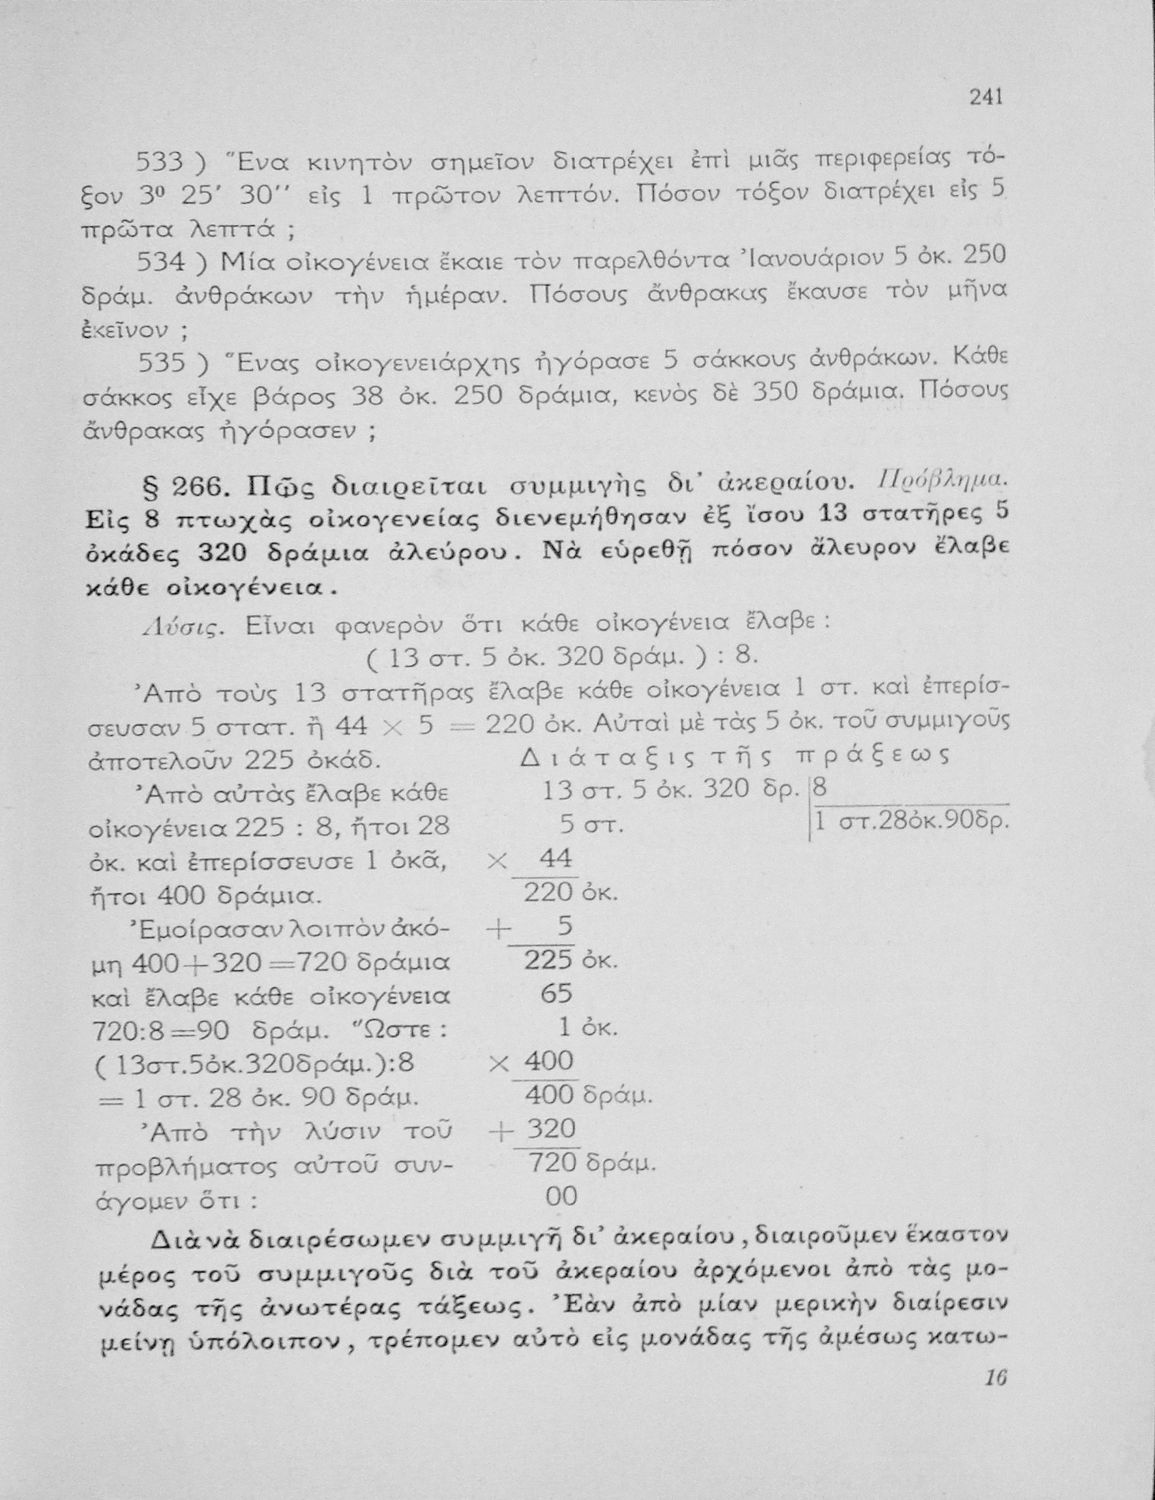 241
533 ) Ἕνα κινητὸν σημεῖον διατρέχει ἐπὶ μιᾶς περιφερείας τό-
ξον 3⁰ 25′ 30′′ εἰς 1 πρῶτον λεπτόν. Πόσον τόξον διατρέχει εἰς 5
πρῶτα λεπτά ;
534 ) Μία οἰκογένεια ἔκαιε τὸν παρελθόντα Ἰανουάριον 5 ὀκ. 250
δράμ. ἀνθράκων τὴν ἡμέραν. Πόσους ἄνθρακας ἔκαυσε τὸν μῆνα
ἐκεῖνον ;
535 ) Ἕνας οἰκογενειάρχης ἠγόρασε 5 σάκκους ἀνθράκων. Κάθε
σάκκος εἶχε βάρος 38 ὀκ. 250 δράμια, κενὸς δὲ 350 δράμια. Πόσους
ἄνθρακας ἠγόρασεν ;
§ 266. Πῶς διαιρεῖται συμμιγὴς δι᾽ ἀκεραίου. Πρόβλημα.
Εἰς 8 πτωχὰς οἰκογενείας διενεμήθησαν ἐξ ἴσου 13 στατῆρες 5
ὀκάδες 320 δράμια ἀλεύρου. Νὰ εὑρεθῇ πόσον ἄλευρον ἔλαβε
κάθε οἰκογένεια.
Λύσις. Εἶναι φανερὸν ὅτι κάθε οἰκογένεια ἔλαβε :
( 13 στ. 5 ὀκ. 320 δράμ. ) : 8.
Ἀπὸ τοὺς 13 στατῆρας ἔλαβε κάθε οἰκογένεια 1 στ. καὶ ἐπερίσ-
σευσαν 5 στατ. ἢ 44 × 5 = 220 ὀκ. Αὐταὶ μὲ τὰς 5 ὀκ. τοῦ συμμιγοῦς
ἀποτελοῦν 225 ὀκάδ.
Ἀπὸ αὐτὰς ἔλαβε κάθε
οἰκογένεια 225 : 8, ἤτοι 28
ὀκ. καὶ ἐπερίσσευσε 1 ὀκᾶ,
ἤτοι 400 δράμια.
Ἐμοίρασαν λοιπὸν ἀκό-
μη 400+320=720 δράμια
καὶ ἔλαβε κάθε οἰκογένεια
720:8=90 δράμ. Ὥστε :
( 13στ.5ὀκ.320δράμ.):8
= 1 στ. 28 ὀκ. 90 δράμ.
Ἀπὸ τὴν λύσιν τοῦ
προβλήματος αὐτοῦ συν-
άγομεν ὅτι :
Διάταξις τῆς πράξεως
13 στ. 5 ὀκ. 320 δρ. 8
5 στ. 1 στ.28ὀκ.90δρ.
× 44
220 ὀκ.
+ 5
225 ὀκ.
65
1 ὀκ.
× 400
400 δράμ.
+ 320
720 δράμ.
00
Διὰ νὰ διαιρέσωμεν συμμιγῆ δι᾽ ἀκεραίου, διαιροῦμεν ἕκαστον
μέρος τοῦ συμμιγοῦς διὰ τοῦ ἀκεραίου ἀρχόμενοι ἀπὸ τὰς μο-
νάδας τῆς ἀνωτέρας τάξεως. Ἐὰν ἀπὸ μίαν μερικὴν διαίρεσιν
μείνῃ ὑπόλοιπον, τρέπομεν αὐτὸ εἰς μονάδας τῆς ἀμέσως κατω-
16